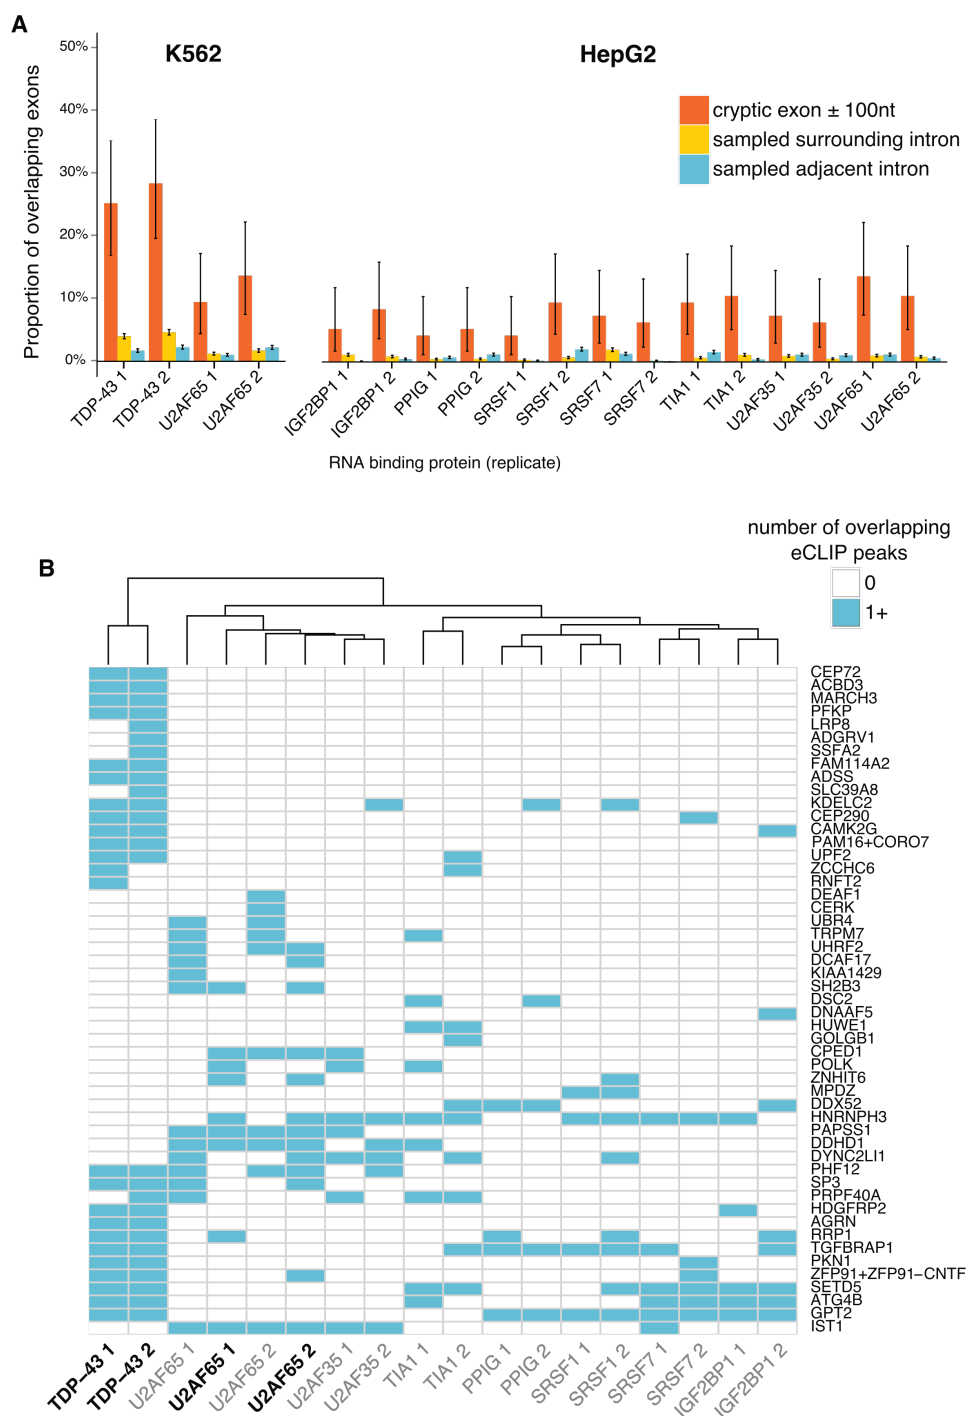 A
K562
HepG2
Proportion of overlapping exons
50%
40%
30%
20%
10%
0%
cryptic exon ± 100nt
sampled surrounding intron
sampled adjacent intron
TDP-43 1
TDP-43 2
U2AF65 1
U2AF65 2
IGF2BP1 1
IGF2BP1 2
PPIG 1
PPIG 2
SRSF1 1
SRSF1 2
SRSF7 1
SRSF7 2
TIA1 1
TIA1 2
U2AF35 1
U2AF35 2
U2AF65 1
U2AF65 2
RNA binding protein (replicate)
number of overlapping
eCLIP peaks
0
1+
B
CEP72
ACBD3
MARCH3
PFKP
LRP8
ADGRV1
SSFA2
FAM114A2
ADSS
SLC39A8
KDELC2
CEP290
CAMK2G
PAM16+CORO7
UPF2
ZCCHC6
RNFT2
DEAF1
CERK
UBR4
TRPM7
UHRF2
DCAF17
KIAA1429
SH2B3
DSC2
DNAAF5
HUWE1
GOLGB1
CPED1
POLK
ZNHIT6
MPDZ
DDX52
HNRNPH3
PAPSS1
DDHD1
DYNC2LI1
PHF12
SP3
PRPF40A
HDGFRP2
AGRN
RRP1
TGFBRAP1
PKN1
ZFP91+ZFP91−CNTF
SETD5
ATG4B
GPT2
IST1
TDP−43 1
TDP−43 2
U2AF65 1
U2AF65 1
U2AF65 2
U2AF65 2
U2AF35 1
U2AF35 2
TIA1 1
TIA1 2
PPIG 1
PPIG 2
SRSF1 1
SRSF1 2
SRSF7 1
SRSF7 2
IGF2BP1 1
IGF2BP1 2